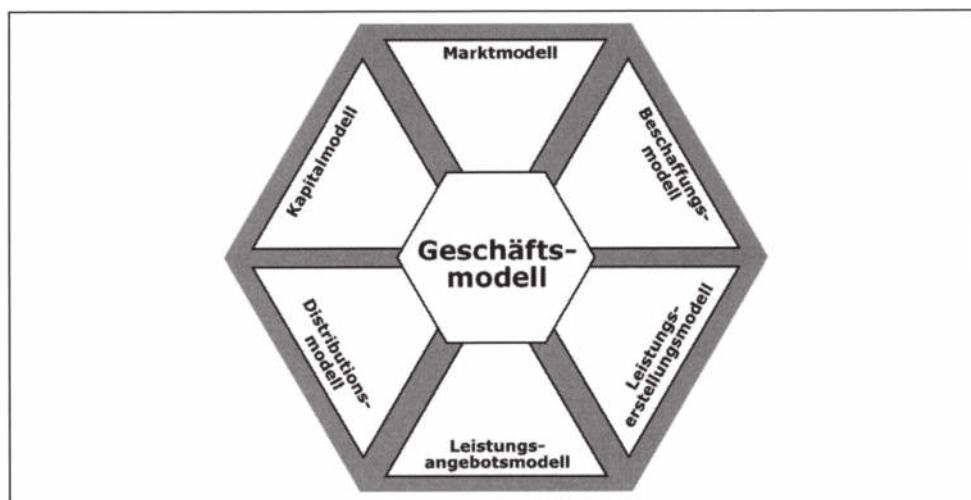 Marktmodell
Beschaffungs-
modell
Leistungs-
erstellungsmodell
Leistungs-
angebotsmodell
Distributions-
modell
Kapitalmodell
Geschäfts-
modell